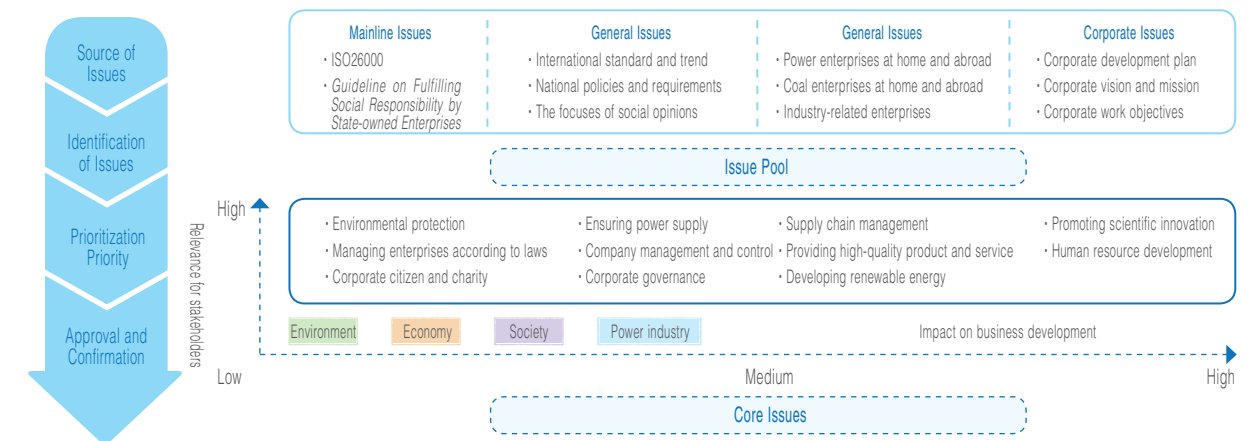 Source of
Issues
Identification
of Issues
Prioritization
Priority
Approval and
Confirmation
Mainline Issues
· ISO26000
· Guideline on Fulfilling
Social Responsibility by
State-owned Enterprises
General Issues
· International standard and trend
· National policies and requirements
· The focuses of social opinions
General Issues
· Power enterprises at home and abroad
· Coal enterprises at home and abroad
· Industry-related enterprises
Corporate Issues
· Corporate development plan
· Corporate vision and mission
· Corporate work objectives
Issue Pool
High
Relevance for stakeholders
· Environmental protection
· Managing enterprises according to laws
· Corporate citizen and charity
· Ensuring power supply
· Company management and control
· Corporate governance
· Supply chain management
· Providing high-quality product and service
· Developing renewable energy
· Promoting scientific innovation
· Human resource development
Environment
Economy
Society
Power industry
Impact on business development
Low
Medium
High
Core Issues